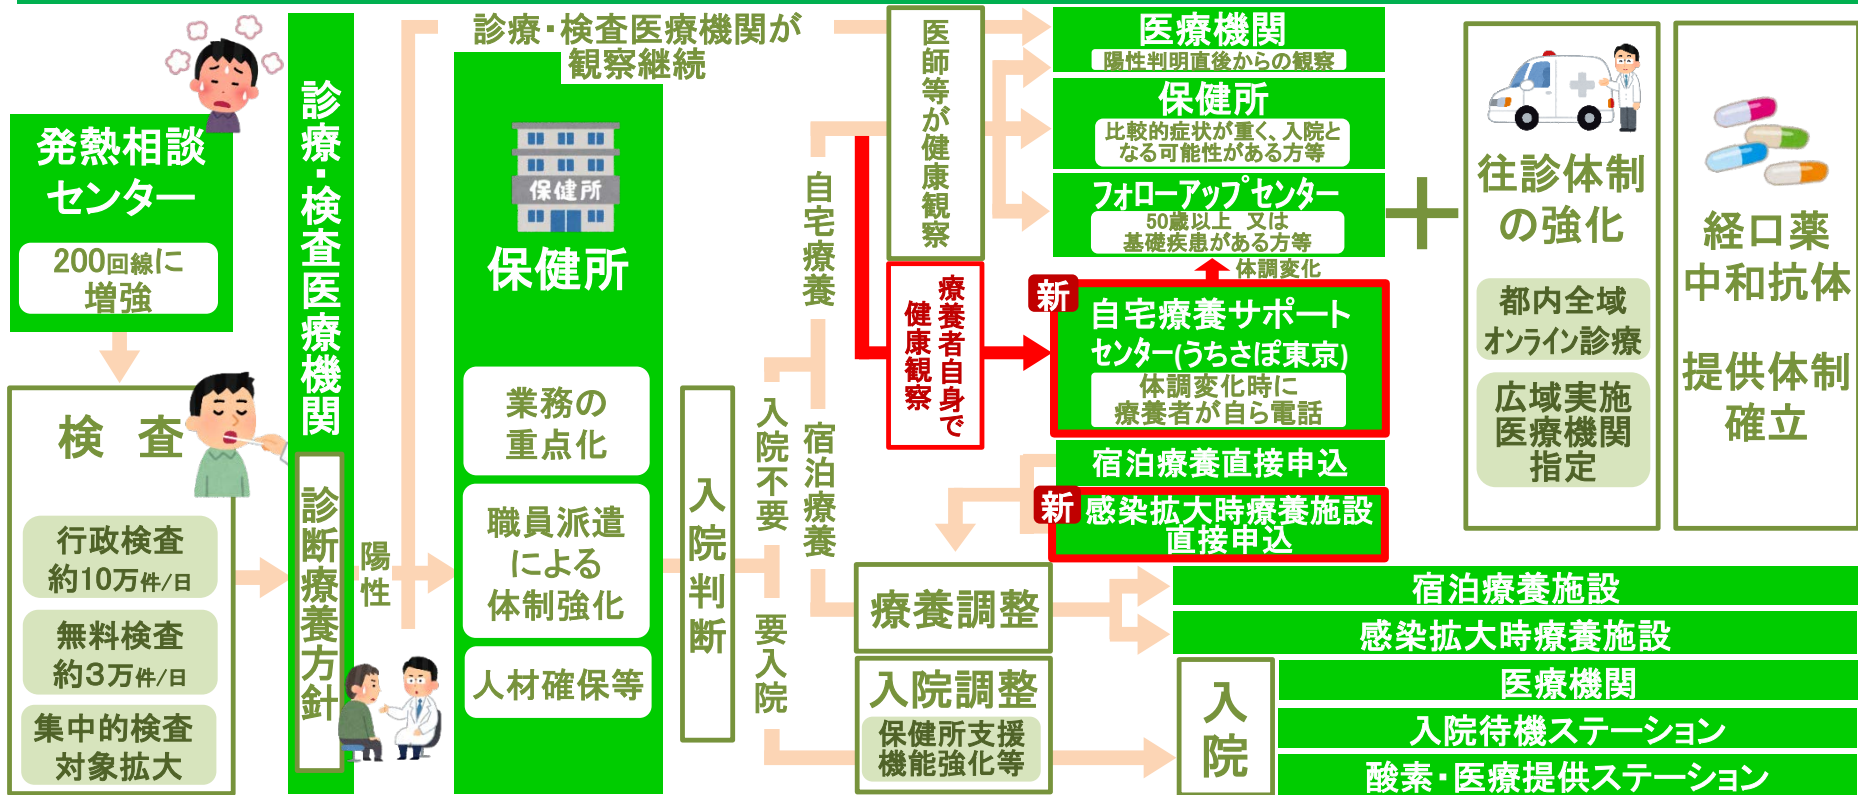 発熱相談
センター
200回線に
増強
検 査
行政検査
約10万件/日
無料検査
約3万件/日
集中的検査
対象拡大
診療・検査医療機関
診断療養方針
陽性
診療・検査医療機関が
観察継続
保健所
保健所
業務の
重点化
職員派遣
による
体制強化
人材確保等
入院判断
入院不要
要入院
自宅療養
宿泊療養
医師等が健康観察
療養者自身で
健康観察
医療機関
陽性判明直後からの観察
保健所
比較的症状が重く、入院と
なる可能性がある方等
フォローアップセンター
50歳以上 又は
基礎疾患がある方等
体調変化
新
自宅療養サポート
センター(うちさぽ東京)
体調変化時に
療養者が自ら電話
宿泊療養直接申込
新
感染拡大時療養施設
直接申込
療養調整
宿泊療養施設
感染拡大時療養施設
入院調整
保健所支援
機能強化等
入院
医療機関
入院待機ステーション
酸素・医療提供ステーション
往診体制
の強化
都内全域
オンライン診療
広域実施
医療機関
指定
経口薬
中和抗体
提供体制
確立